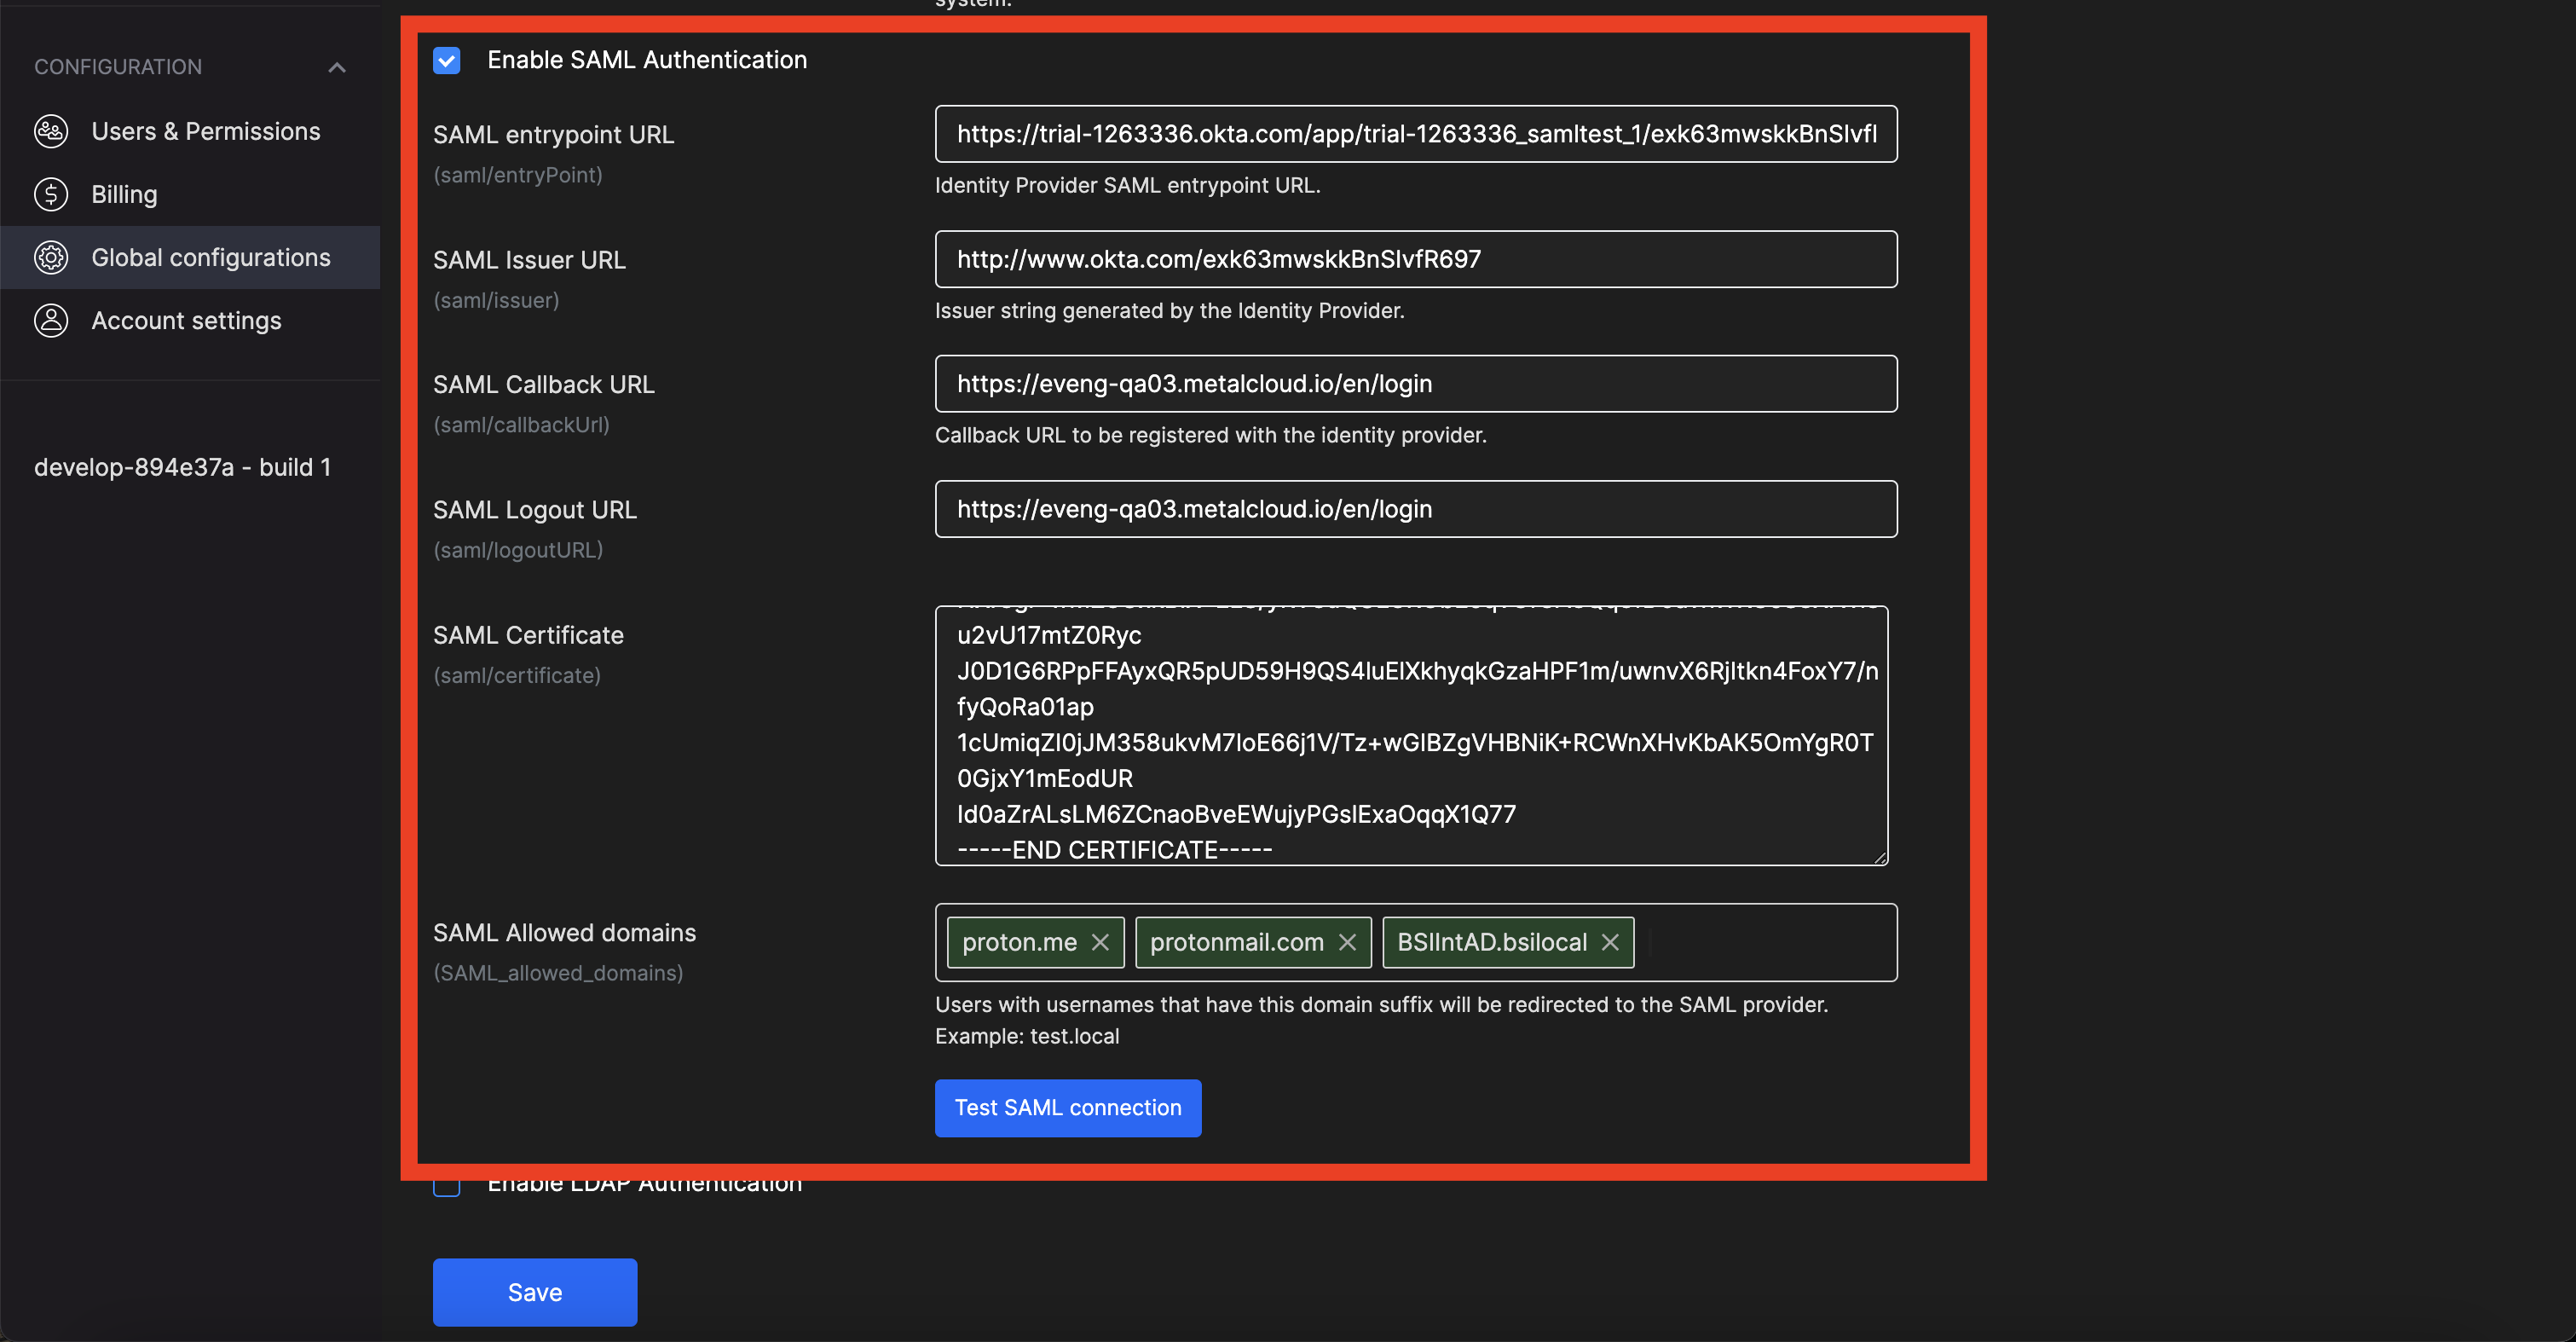 system.
CONFIGURATION
Users & Permissions
Billing
Global configurations
Account settings
develop-894e37a - build 1
Enable SAML Authentication
SAML entrypoint URL
(saml/entryPoint)
https://trial-1263336.okta.com/app/trial-1263336_samltest_1/exk63mwskkBnSlvfI
Identity Provider SAML entrypoint URL.
SAML Issuer URL
(saml/issuer)
http://www.okta.com/exk63mwskkBnSlvfR697
Issuer string generated by the Identity Provider.
SAML Callback URL
(saml/callbackUrl)
https://eveng-qa03.metalcloud.io/en/login
Callback URL to be registered with the identity provider.
SAML Logout URL
(saml/logoutURL)
https://eveng-qa03.metalcloud.io/en/login
SAML Certificate
(saml/certificate)
u2vU17mtZ0Ryc
J0D1G6RPpFFAyxQR5pUD59H9QS4luElXkhyqkGzaHPF1m/uwnvX6RjItkn4FoxY7/n
fyQoRa01ap
1cUmiqZI0jJM358ukvM7loE66j1V/Tz+wGlBZgVHBNiK+RCWnXHvKbAK5OmYgR0T
0GjxY1mEodUR
Id0aZrALsLM6ZCnaoBveEWujyPGslExaOqqX1Q77
-----END CERTIFICATE-----
SAML Allowed domains
(SAML_allowed_domains)
proton.me
protonmail.com
BSIIntAD.bsilocal
Users with usernames that have this domain suffix will be redirected to the SAML provider.
Example: test.local
Test SAML connection
Enable LDAP Authentication
Save